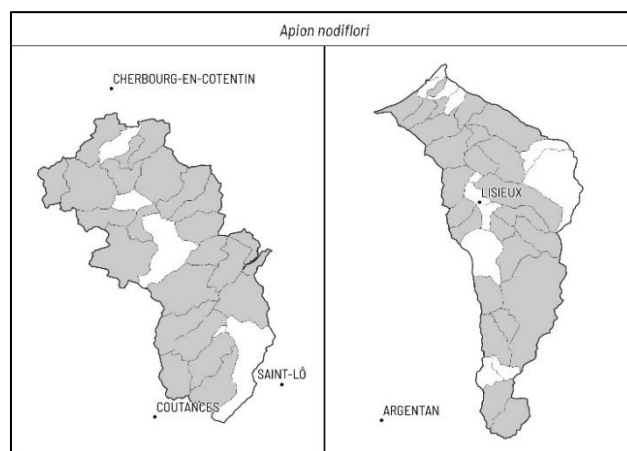 Apion nodiflori
CHERBOURG-EN-COTENTIN
SAINT-LÔ
COUTANCES
LISIEUX
ARGENTAN